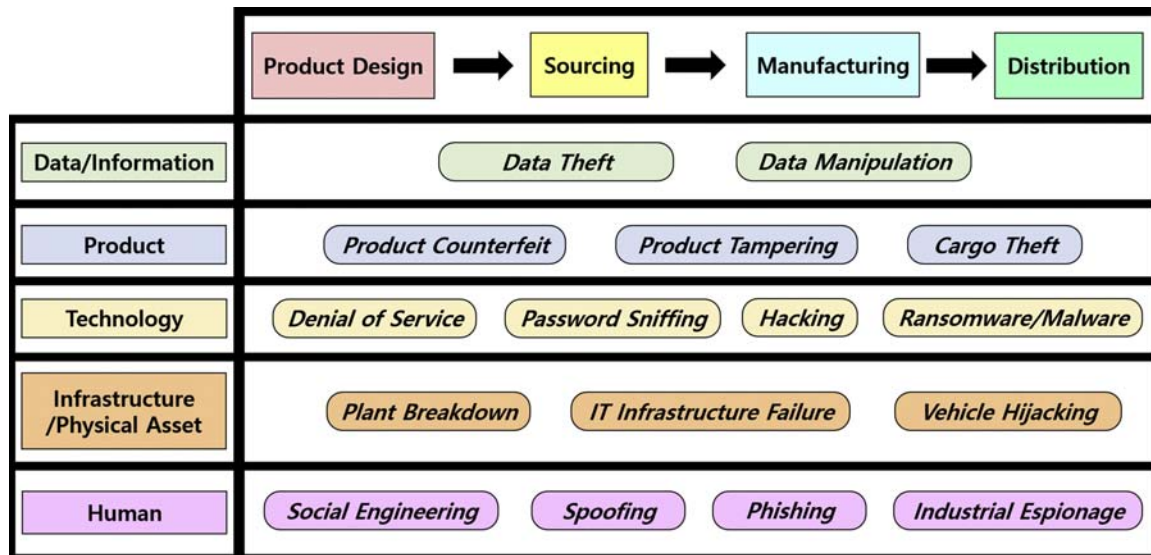 Product Design
Sourcing
Manufacturing
Distribution
Data/Information
Data Theft
Data Manipulation
Product
Product Counterfeit
Product Tampering
Cargo Theft
Technology
Denial of Service
Password Sniffing
Hacking
Ransomware/Malware
Infrastructure
/Physical Asset
Plant Breakdown
IT Infrastructure Failure
Vehicle Hijacking
Human
Social Engineering
Spoofing
Phishing
Industrial Espionage